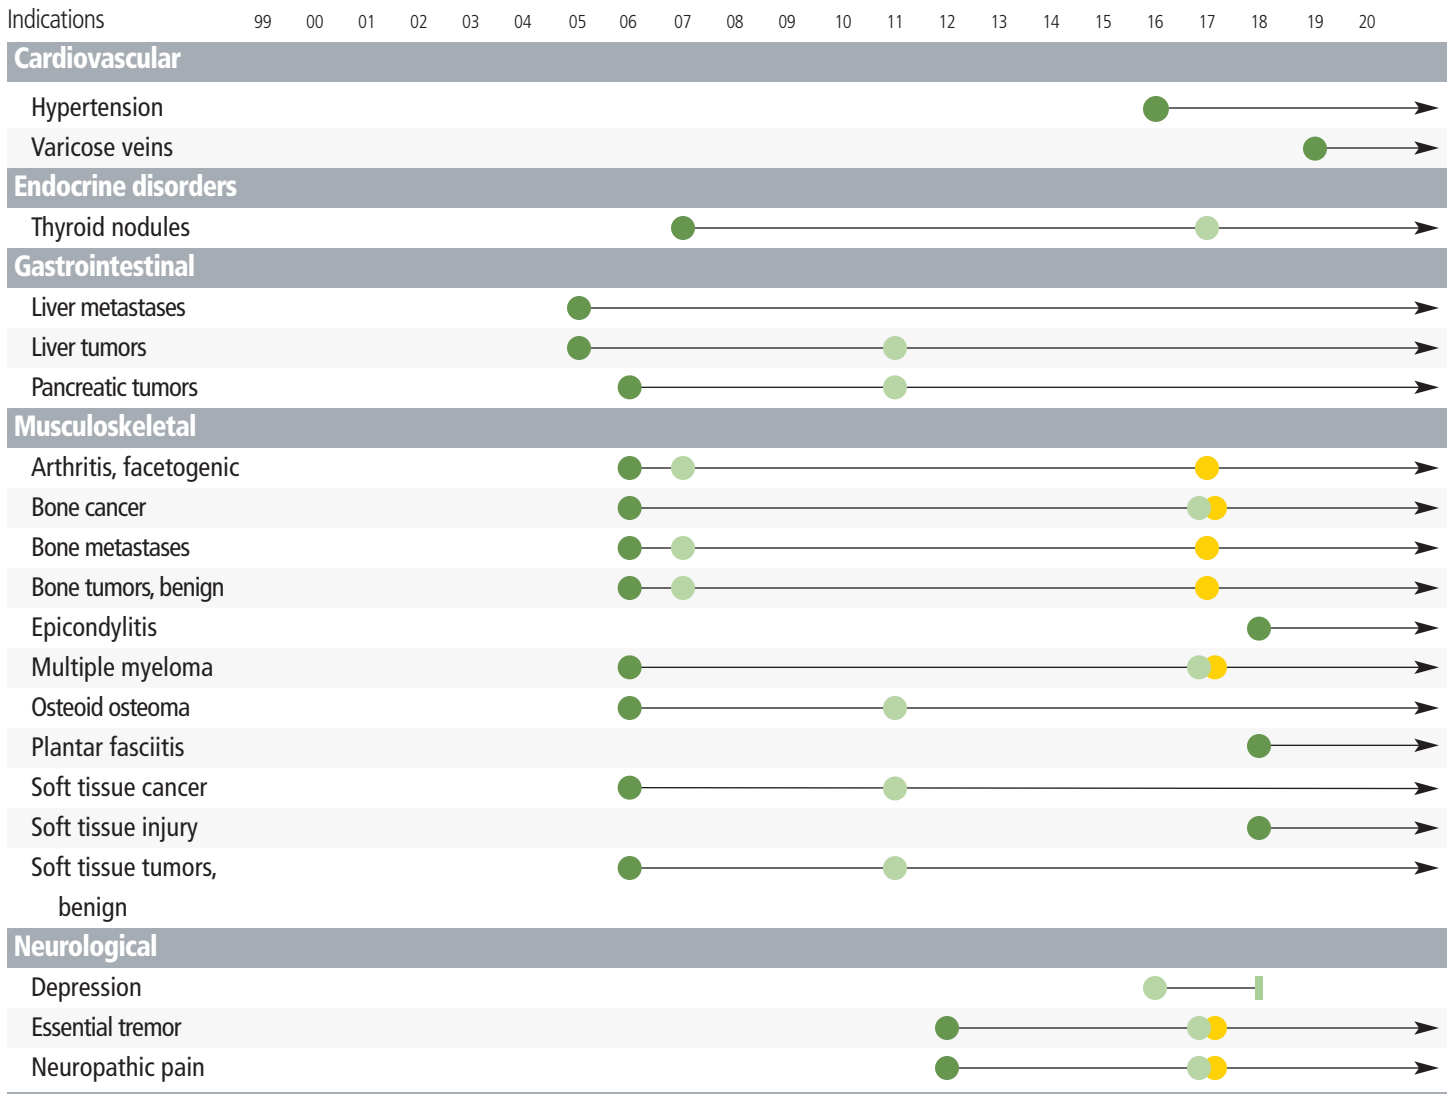 Indications 99 00 01 02 03 04 05 06 07 08 09 10 11 12 13 14 15 16 17 18 19 20
Cardiovascular
Hypertension
Varicose veins
Endocrine disorders
Thyroid nodules
Gastrointestinal
Liver metastases
Liver tumors
Pancreatic tumors
Musculoskeletal
Arthritis, facetogenic
Bone cancer
Bone metastases
Bone tumors, benign
Epicondylitis
Multiple myeloma
Osteoid osteoma
Plantar fasciitis
Soft tissue cancer
Soft tissue injury
Soft tissue tumors,
benign
Neurological
Depression
Essential tremor
Neuropathic pain